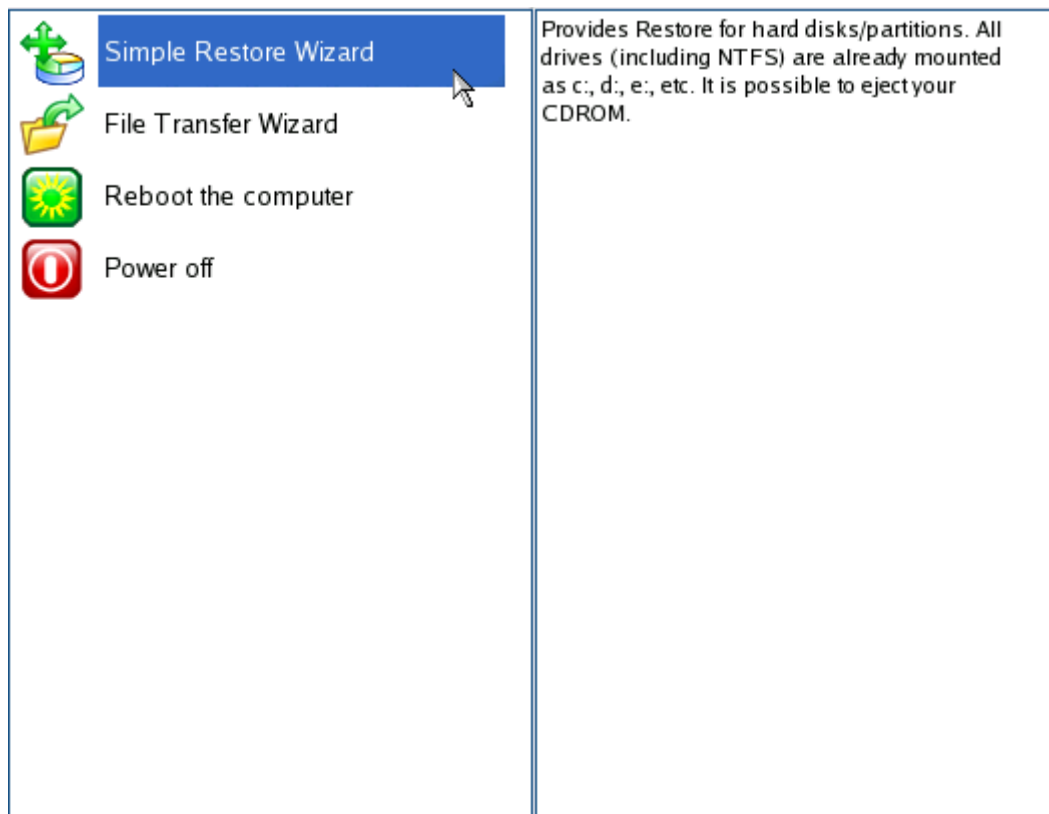 Simple Restore Wizard
File Transfer Wizard
Reboot the computer
Power off
Provides Restore for hard disks/partitions. All
drives (including NTFS) are already mounted
as c:, d:, e:, etc. It is possible to eject your
CDROM.